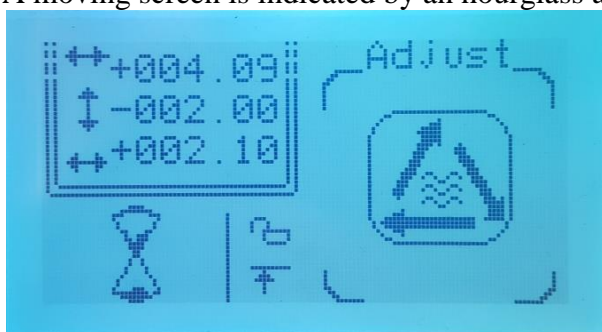 A moving screen is indicated by an hourglass
+004.09
-002.00
+002.10
Adjust